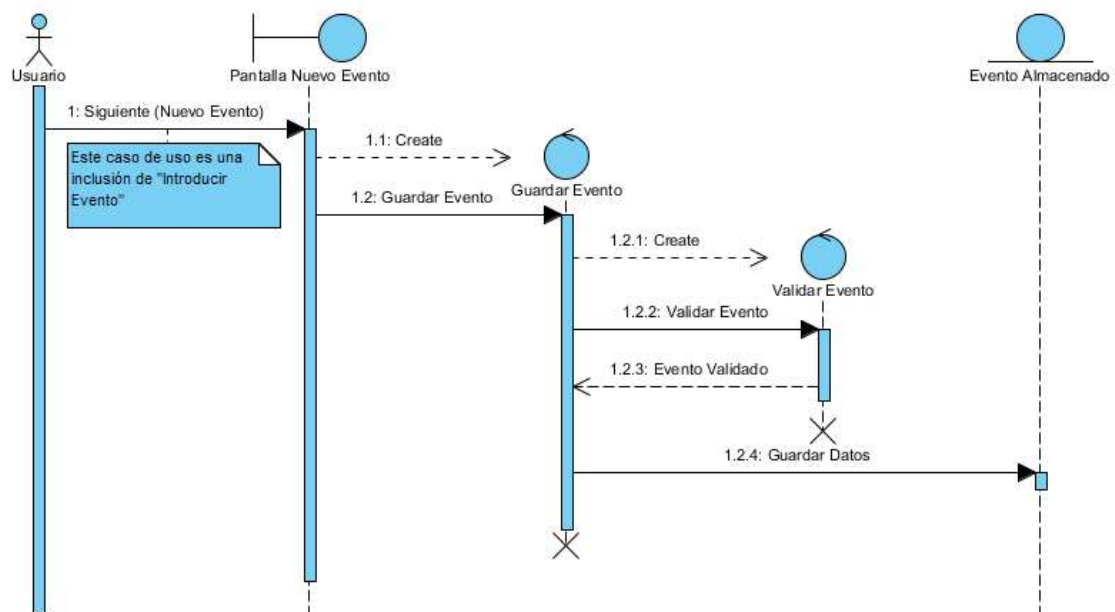 Usuario
Pantalla Nuevo Evento
Evento Almacenado
1: Siguiente (Nuevo Evento)
Este caso de uso es una
inclusión de "Introducir
Evento"
1.1: Create
Guardar Evento
1.2: Guardar Evento
1.2.1: Create
Validar Evento
1.2.2: Validar Evento
1.2.3: Evento Validado
1.2.4: Guardar Datos